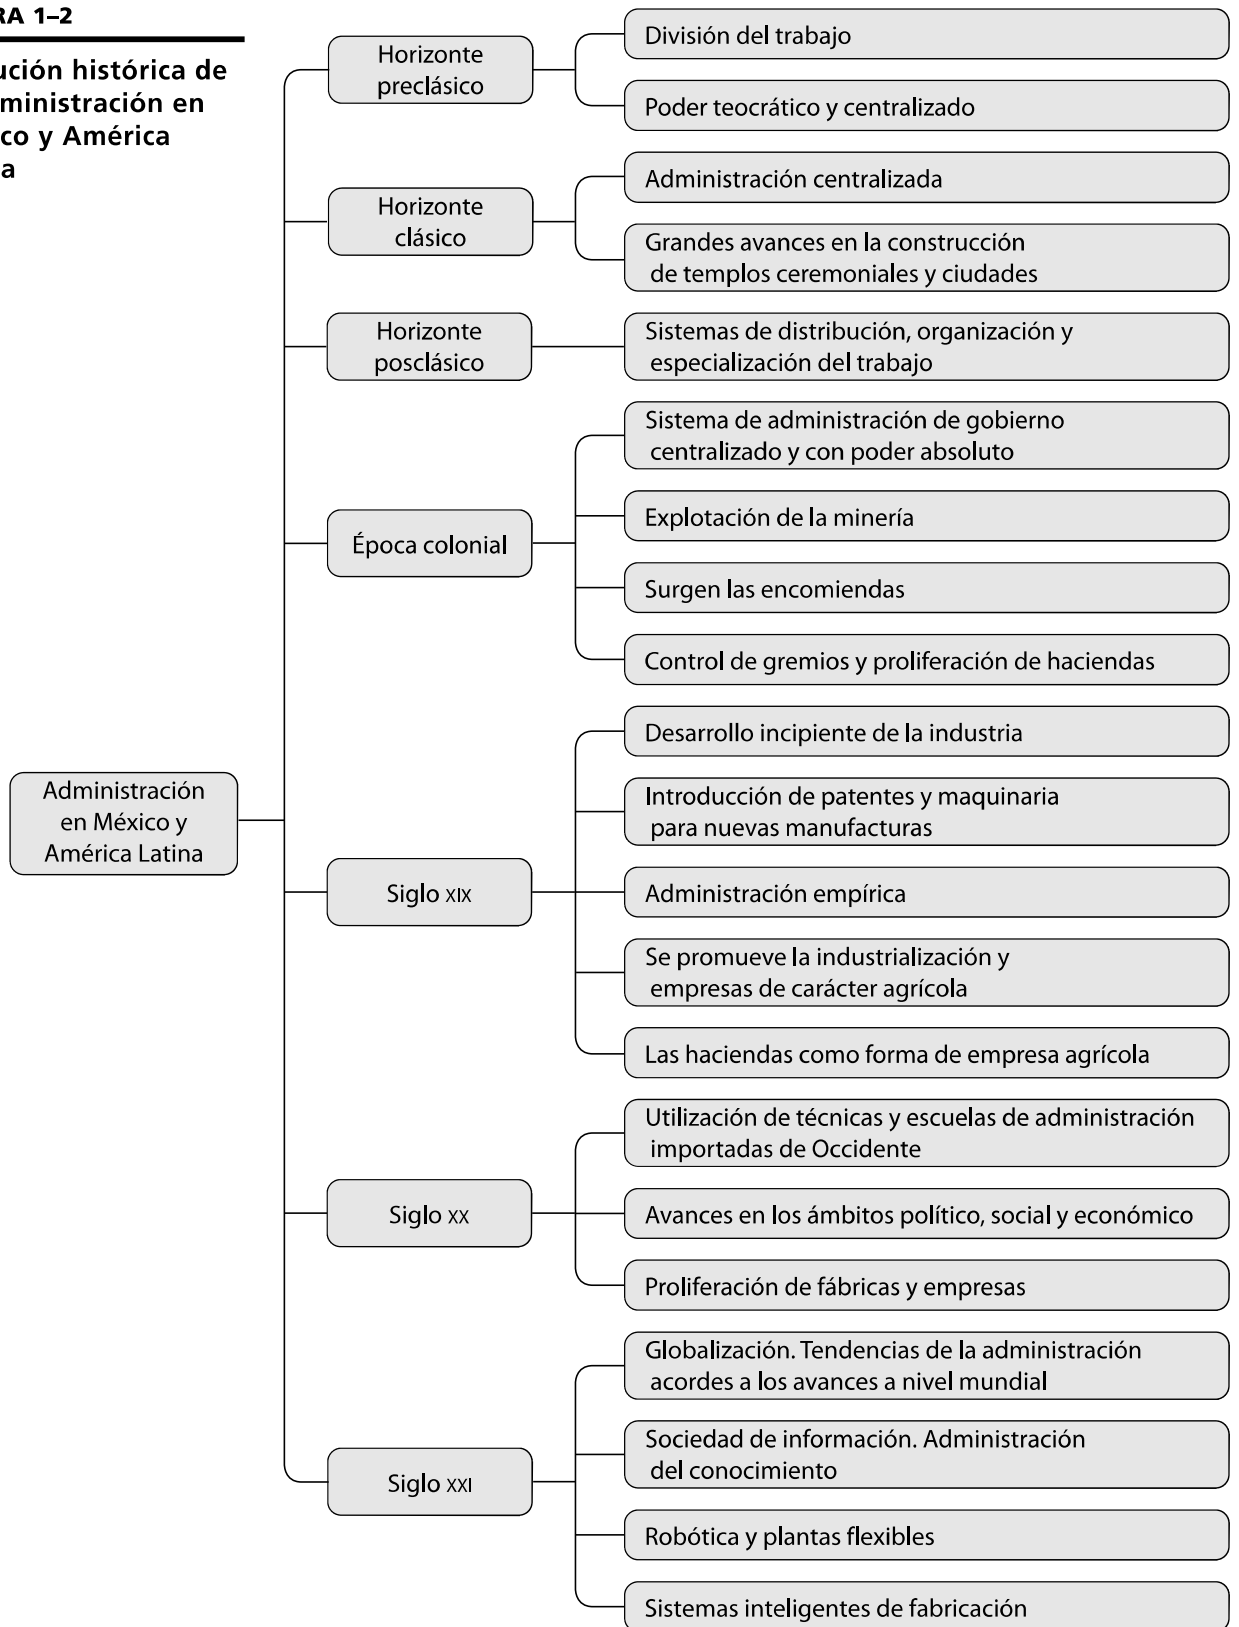 RA 1–2
ución histórica de
ministración en
co y América
a
Horizonte
preclásico
División del trabajo
Poder teocrático y centralizado
Horizonte
clásico
Administración centralizada
Grandes avances en la construcción
de templos ceremoniales y ciudades
Horizonte
posclásico
Sistemas de distribución, organización y
especialización del trabajo
Época colonial
Sistema de administración de gobierno
centralizado y con poder absoluto
Explotación de la minería
Surgen las encomiendas
Control de gremios y proliferación de haciendas
Administración
en México y
América Latina
Siglo XIX
Desarrollo incipiente de la industria
Introducción de patentes y maquinaria
para nuevas manufacturas
Administración empírica
Se promueve la industrialización y
empresas de carácter agrícola
Las haciendas como forma de empresa agrícola
Siglo XX
Utilización de técnicas y escuelas de administración
importadas de Occidente
Avances en los ámbitos político, social y económico
Proliferación de fábricas y empresas
Siglo XXI
Globalización. Tendencias de la administración
acordes a los avances a nivel mundial
Sociedad de información. Administración
del conocimiento
Robótica y plantas flexibles
Sistemas inteligentes de fabricación